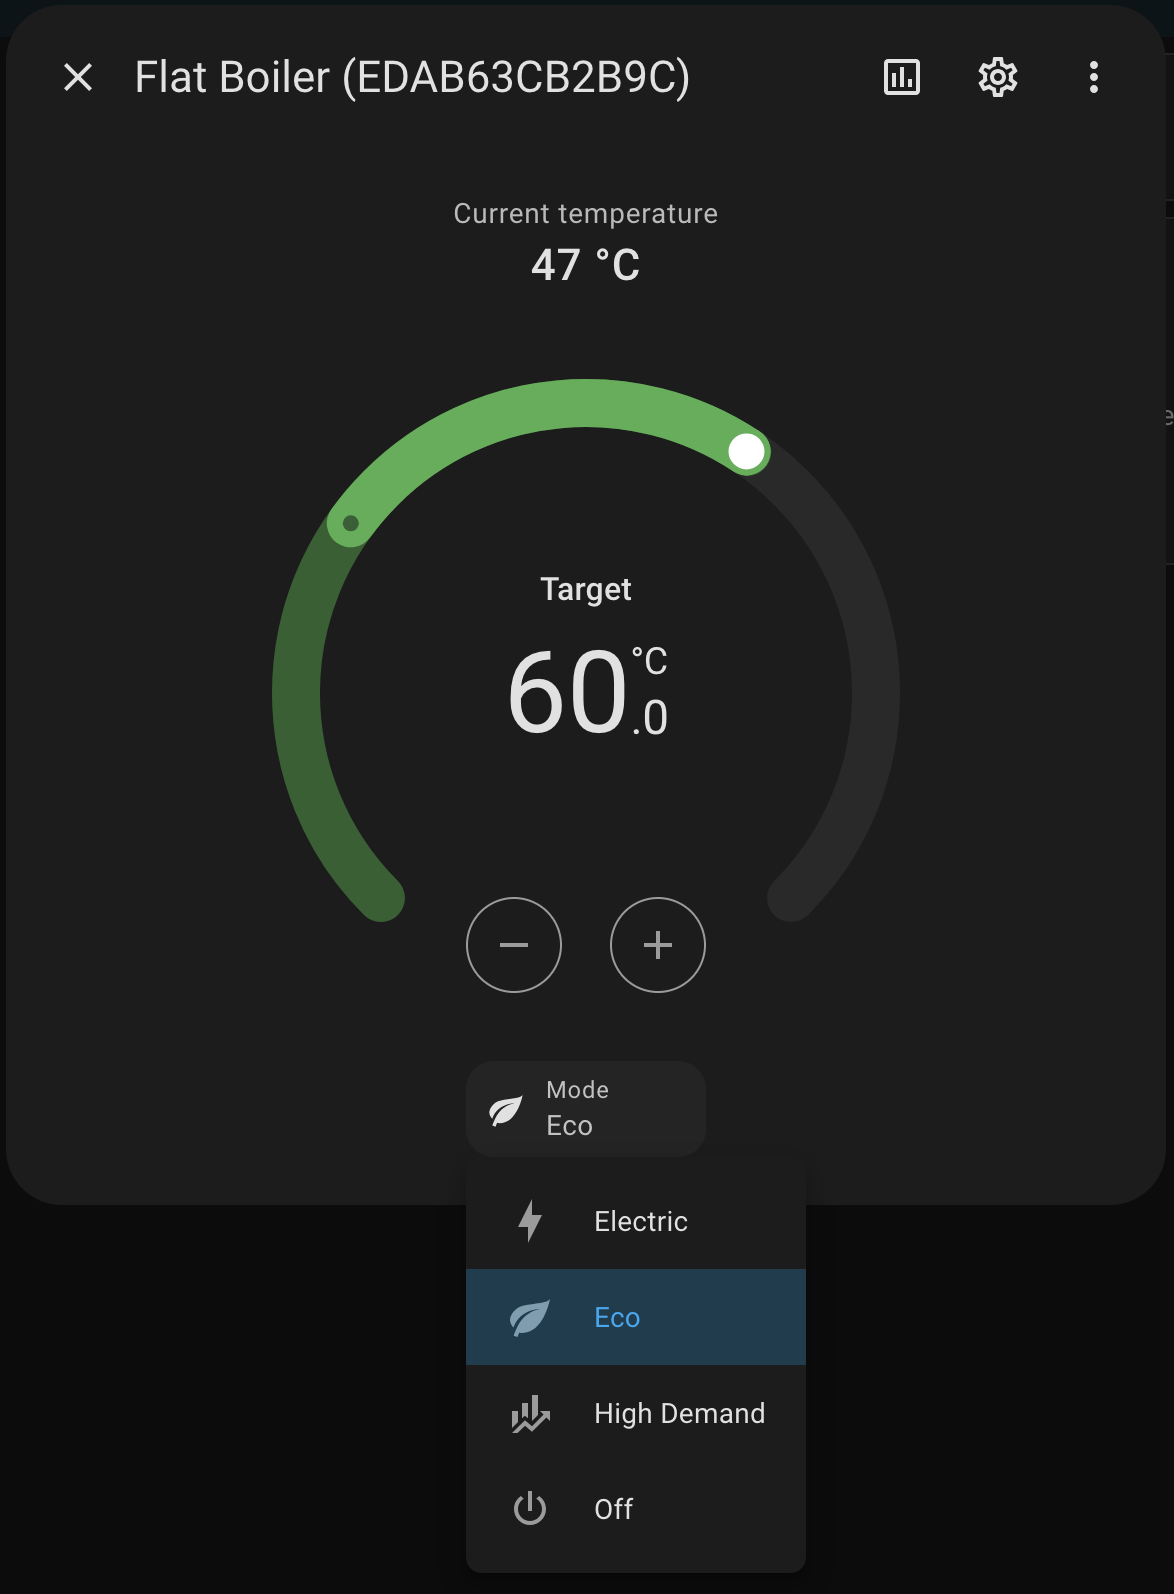 Flat Boiler (EDAB63CB2B9C)
Current temperature
47 °C
Target
60.0 °C
Mode
Eco
Electric
Eco
High Demand
Off